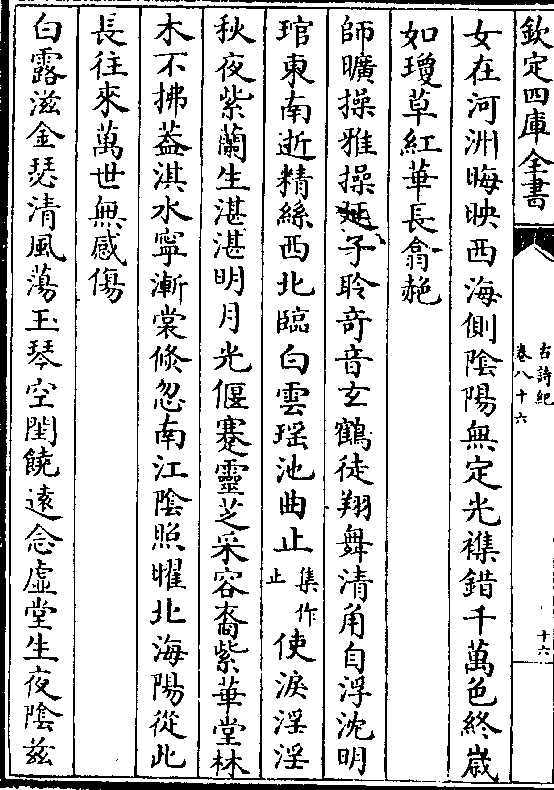 欽定四庫全書
古詩紀
卷八十六
十六
女在河洲晦映西海側陰陽無定光襍錯千萬色終歲
如瓊草紅華長翕赩
師曠操雅操延子聆奇音玄鶴徒翔舞清角自浮沈明
琯東南逝精絲西北臨白雲瑶池曲止集作止使淚淫淫
秋夜紫蘭生湛湛明月光偃蹇靈芝采容裔紫華堂林
木不拂葢淇水寧漸裳倐忽南江陰照曜北海陽從此
長往來萬世無感傷
白露滋金瑟清風蕩玉琴空閨饒遠念虛堂生夜陰兹